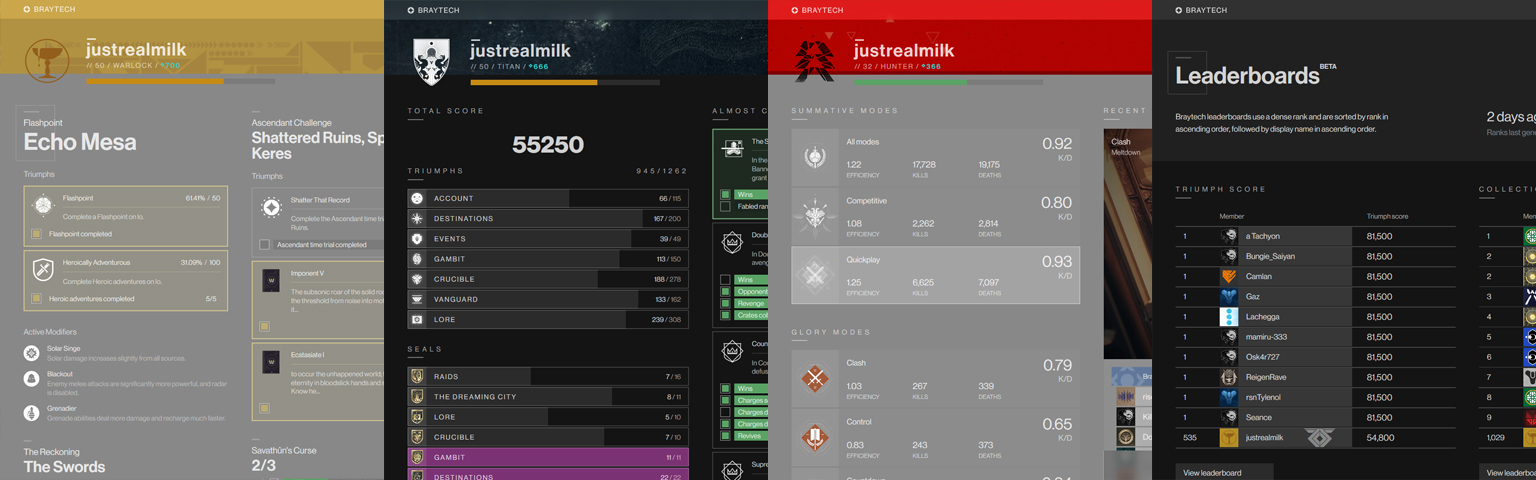 BRAYTECH
justrealmilk
// 50 / WARLOCK / 700
Flashpoint
Echo Mesa
Triumphs
Flashpoint
61.41% / 50
Complete a Flashpoint on Io.
Flashpoint completed
Heroically Adventurous
31.09% / 100
Complete Heroic adventures on Io.
Heroic adventures completed
5/5
Active Modifiers
Solar Singe
Solar damage increases slightly from all sources.
Blackout
Enemy melee attacks are significantly more powerful, and radar
is disabled.
Grenadier
Grenade abilities deal more damage and recharge much faster.
The Reckoning
The Swords
Ascendant Challenge
Shattered Ruins, Sp
Keres
Triumphs
Shatter That Record
Complete the Ascendant time tri
Ruins.
Ascendant time trial completed
Imponent V
The subsonic roar of the solid roc
the threshold from noise into mot
it...
Ecstasiate I
to occur the unhappened world;
eternity in bloodslick hands and
Know he...
Savathûn's Curse
2/3
BRAYTECH
justrealmilk
// 50 / TITAN / 666
TOTAL SCORE
55250
TRIUMPHS
945/1262
ACCOUNT
66 / 115
DESTINATIONS
167 / 200
EVENTS
39 / 49
GAMBIT
113 / 150
CRUCIBLE
188 / 278
VANGUARD
133 / 162
LORE
239 / 308
SEALS
RAIDS
7 / 16
THE DREAMING CITY
8 / 11
LORE
5 / 10
CRUCIBLE
7 / 10
GAMBIT
11 / 11
DESTINATIONS
22 / 22
ALMOST C
The S
In the
Bann
grant
Wins
Fabled ran
Doub
In Do
aveng
Wins
Opponent
Revenge
Crates col
Coun
In Co
defus
Wins
Charges s
Charges d
Charges d
Revives
Supre
BRAYTECH
justrealmilk
// 32 / HUNTER / 366
SUMMATIVE MODES
All modes
0.92
K/D
1.22
17,728
19,175
EFFICIENCY
KILLS
DEATHS
Competitive
0.80
K/D
1.08
2,262
2,814
EFFICIENCY
KILLS
DEATHS
Quickplay
0.93
K/D
1.25
6,625
7,097
EFFICIENCY
KILLS
DEATHS
GLORY MODES
Clash
0.79
K/D
1.03
267
339
EFFICIENCY
KILLS
DEATHS
Control
0.65
K/D
0.83
243
373
EFFICIENCY
KILLS
DEATHS
RECENT
Clash
Meltdown
Bra
rise
Kil
Do
BRAYTECH
Leaderboards
BETA
Braytech leaderboards use a dense rank and are sorted by rank in
ascending order, followed by display name in ascending order.
2 days ag
Ranks last gene
TRIUMPH SCORE
Member
Triumph score
1
a Tachyon
81,500
1
Bungie_Saiyan
81,500
1
Camlan
81,500
1
Gaz
81,500
1
Lachegga
81,500
1
mamiru-333
81,500
1
Osk4r727
81,500
1
ReigenRave
81,500
1
rsnTylenol
81,500
1
Seance
81,500
535
justrealmilk
54,800
View leaderboard
COLLECTI
Mem
1
2
2
3
4
5
6
7
8
9
1,029
View leaderb